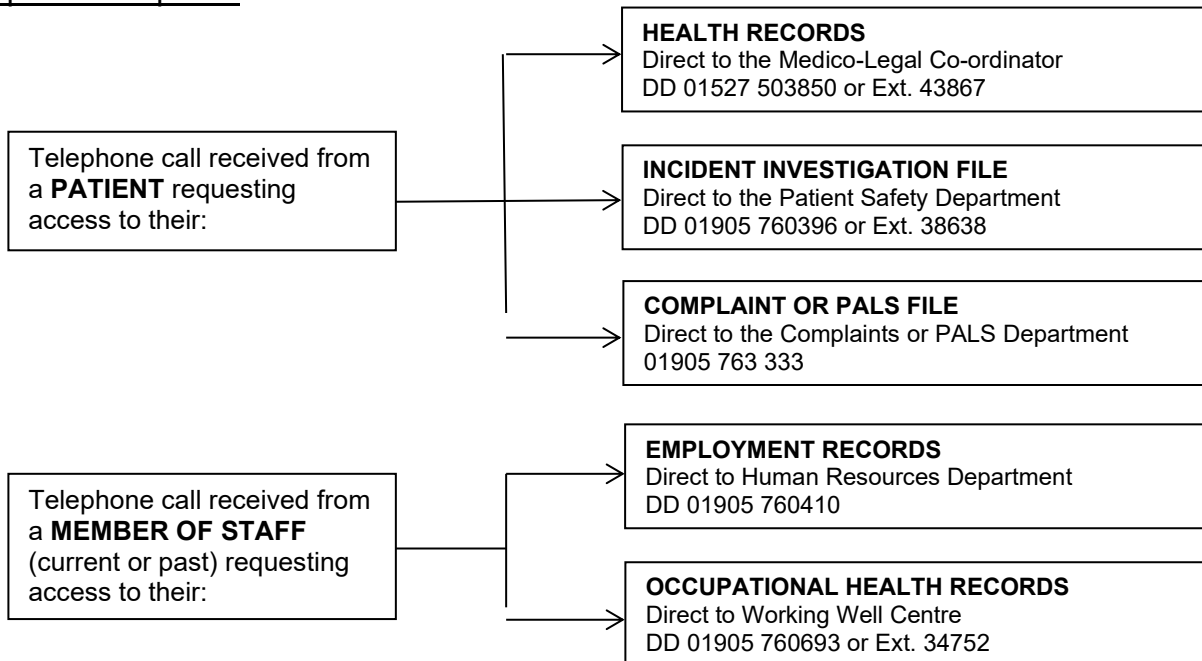 HEALTH RECORDS
Direct to the Medico-Legal Co-ordinator
DD 01527 503850 or Ext. 43867
Telephone call received from
a PATIENT requesting
access to their:
INCIDENT INVESTIGATION FILE
Direct to the Patient Safety Department
DD 01905 760396 or Ext. 38638
COMPLAINT OR PALS FILE
Direct to the Complaints or PALS Department
01905 763 333
Telephone call received from
a MEMBER OF STAFF
(current or past) requesting
access to their:
EMPLOYMENT RECORDS
Direct to Human Resources Department
DD 01905 760410
OCCUPATIONAL HEALTH RECORDS
Direct to Working Well Centre
DD 01905 760693 or Ext. 34752